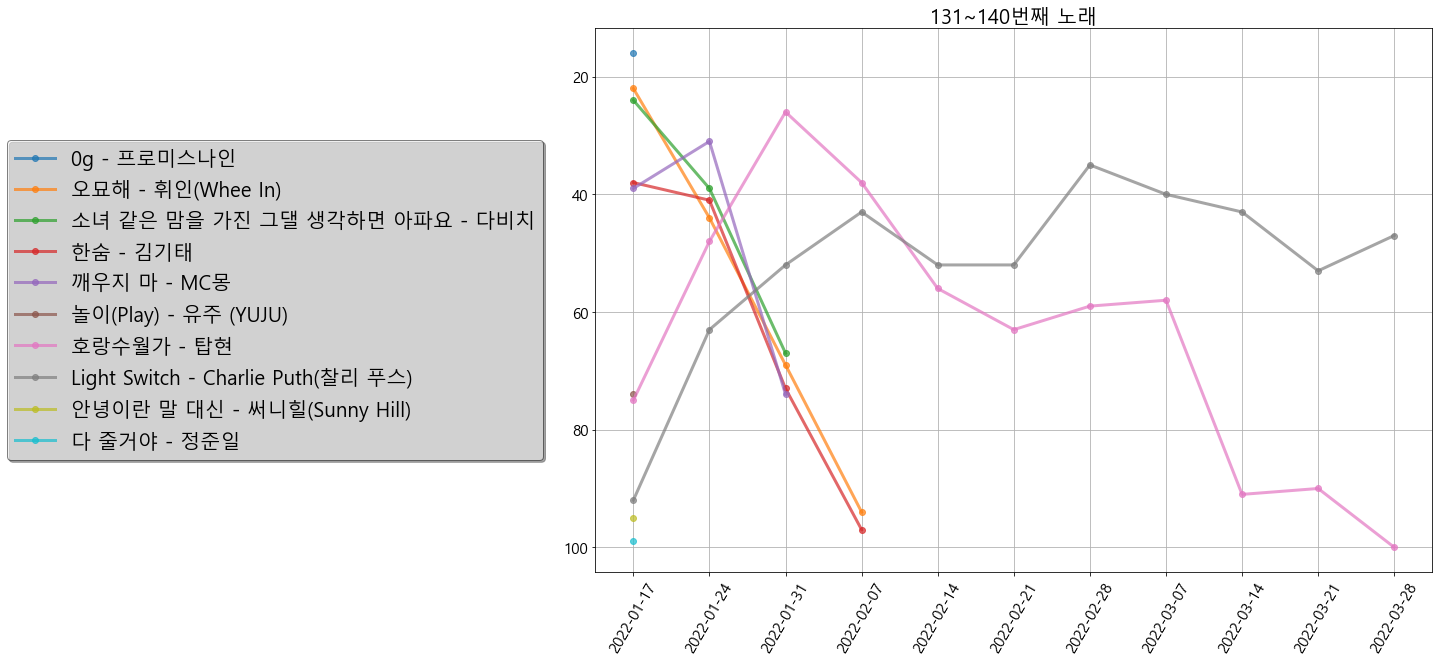 131~140번째 노래
0g - 프로미스나인
오묘해 - 휘인(Whee In)
소녀 같은 맘을 가진 그댈 생각하면 아파요 - 다비치
한숨 - 김기태
깨우지 마 - MC몽
놀이(Play) - 유주 (YUJU)
호랑수월가 - 탑현
Light Switch - Charlie Puth(찰리 푸스)
안녕이란 말 대신 - 써니힐(Sunny Hill)
다 줄거야 - 정준일
20
40
60
80
100
2022-01-17
2022-01-24
2022-01-31
2022-02-07
2022-02-14
2022-02-21
2022-02-28
2022-03-07
2022-03-14
2022-03-21
2022-03-28